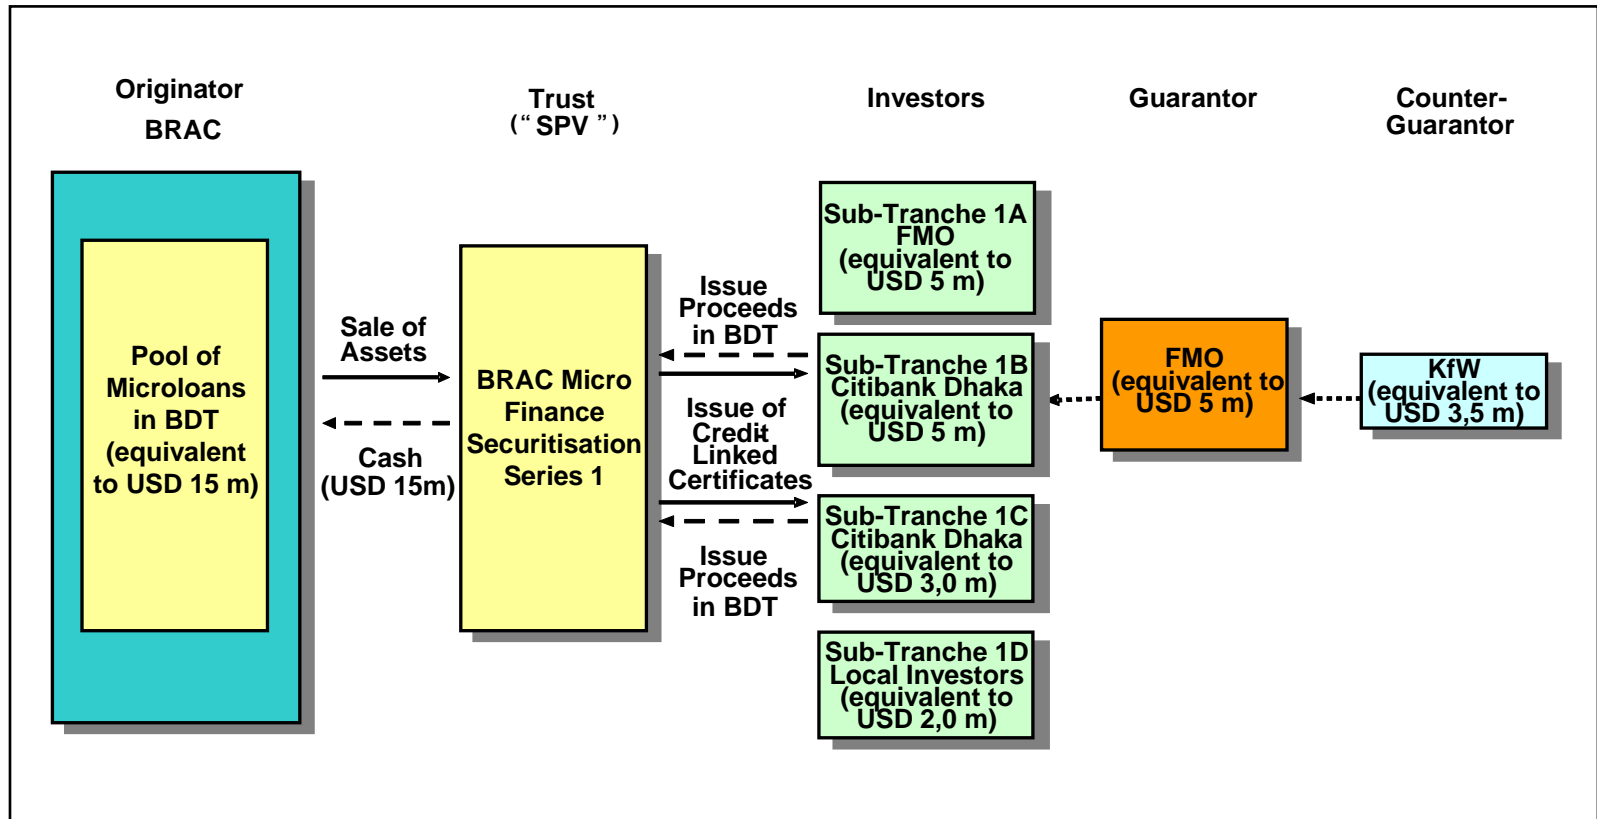 Originator
BRAC
Trust
(“ SPV ”)
Investors
Guarantor
Counter-
Guarantor
Pool of
Microloans
in BDT
(equivalent
to USD 15 m)
Sale of
Assets
Cash
(USD 15m)
BRAC Micro
Finance
Securitisation
Series 1
Issue
Proceeds
in BDT
Issue of
Credit
Linked
Certificates
Issue
Proceeds
in BDT
Sub-Tranche 1A
FMO
(equivalent to
USD 5 m)
Sub-Tranche 1B
Citibank Dhaka
(equivalent to
USD 5 m)
Sub-Tranche 1C
Citibank Dhaka
(equivalent to
USD 3,0 m)
Sub-Tranche 1D
Local Investors
(equivalent to
USD 2,0 m)
FMO
(equivalent to
USD 5 m)
KfW
(equivalent to
USD 3,5 m)